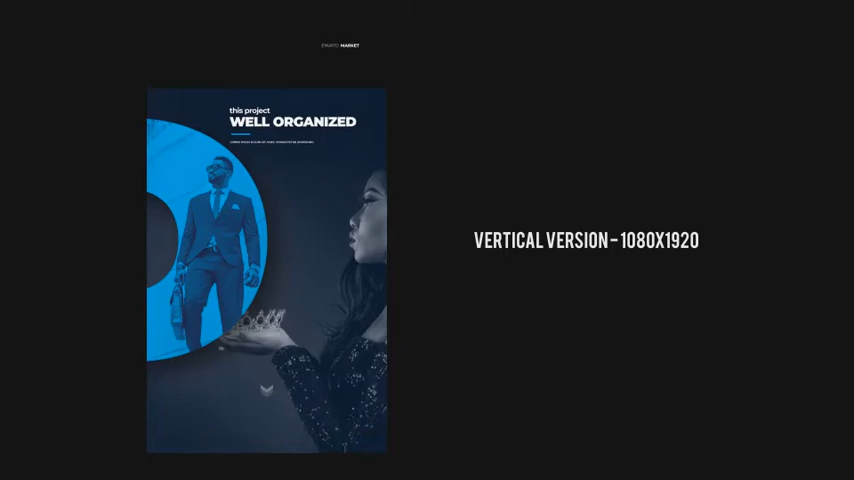 ENVATO MARKET
this project
WELL ORGANIZED
VERTICAL VERSION – 1080X1920